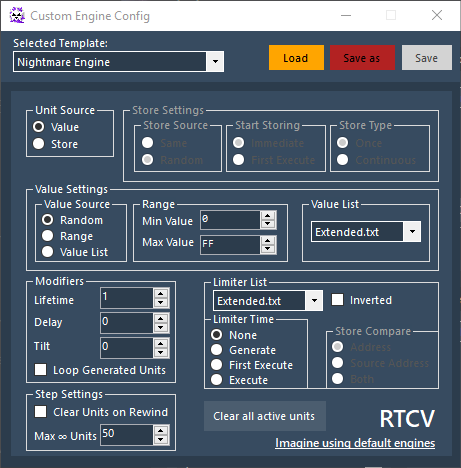 Custom Engine Config
Selected Template:
Nightmare Engine
Load
Save as
Save
Unit Source
Value
Store
Store Settings
Store Source
Same
Random
Start Storing
Immediate
First Execute
Store Type
Once
Continuous
Value Settings
Value Source
Random
Range
Value List
Range
Min Value 0
Max Value FF
Value List
Extended.txt
Modifiers
Lifetime 1
Delay 0
Tilt 0
Loop Generated Units
Limiter List
Extended.txt
Inverted
Limiter Time
None
Generate
First Execute
Execute
Store Compare
Address
Source Address
Both
Step Settings
Clear Units on Rewind
Max ∞ Units 50
Clear all active units
RTCV
Imagine using default engines